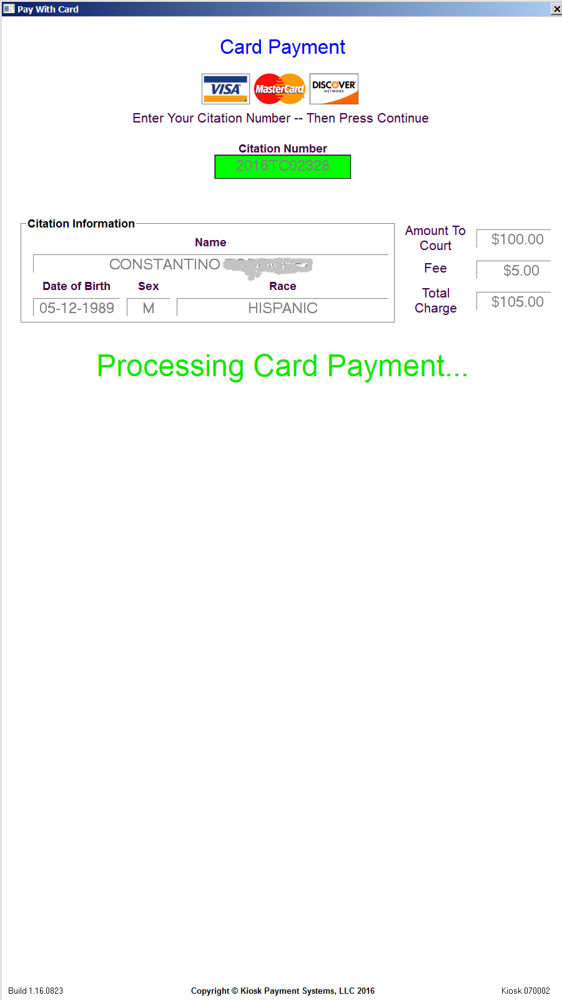 Pay With Card
Card Payment
VISA MasterCard DISCOVER
NETWORK
Enter Your Citation Number -- Then Press Continue
Citation Number
2016TC02328
Citation Information
Name
CONSTANTINO
Date of Birth Sex Race
05-12-1989 M HISPANIC
Amount To
Court
$100.00
Fee $5.00
Total
Charge
$105.00
Processing Card Payment...
Build 1.16.0823 Copyright © Kiosk Payment Systems, LLC 2016 Kiosk 070002